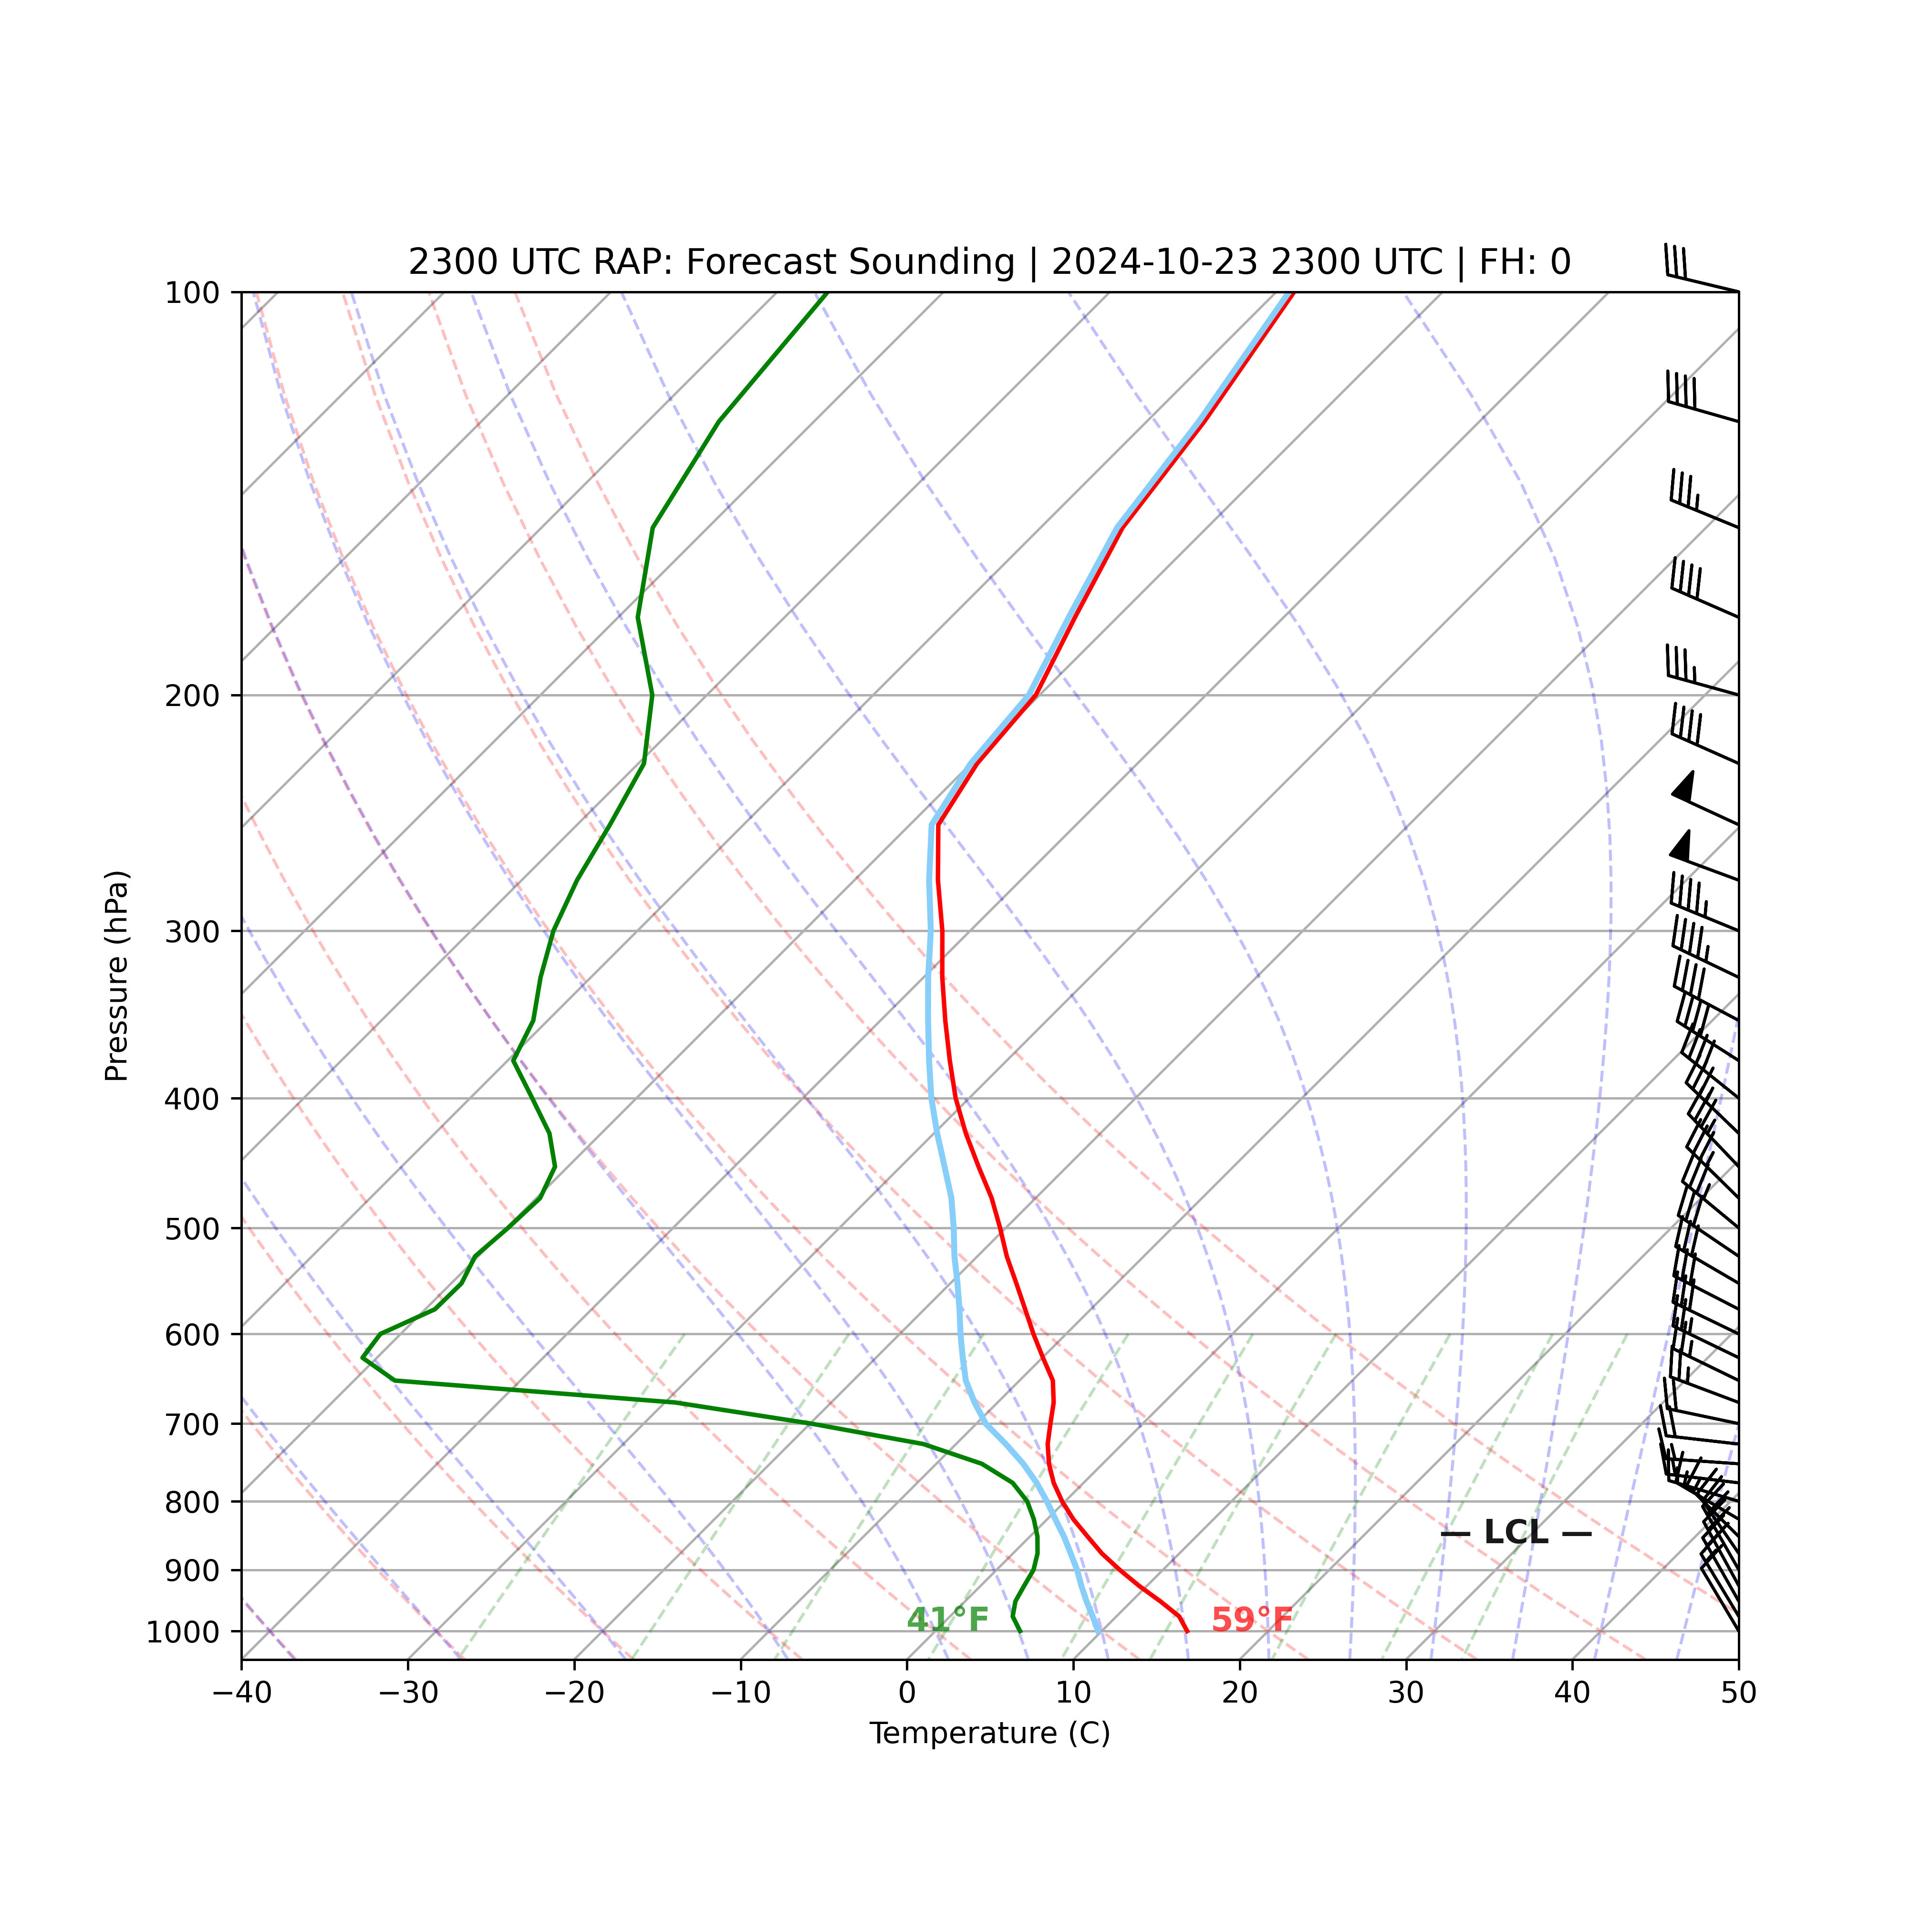 2300 UTC RAP: Forecast Sounding | 2024-10-23 2300 UTC | FH: 0
100
200
300
400
500
600
700
800
900
1000
Pressure (hPa)
— LCL —
41°F
59°F
−40 −30 −20 −10 0 10 20 30 40 50
Temperature (C)